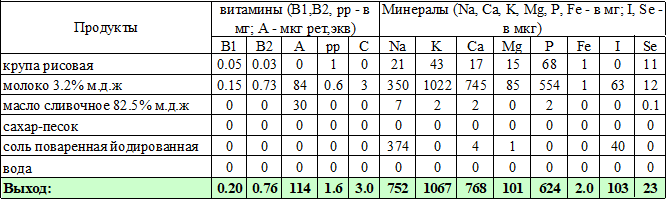 Продукты витамины (В1,В2, рр - в мг; А - мкг рет,экв) Минералы (Na, Ca, K, Mg, P, Fe - в мг; I, Se - в мкг)
В1 В2 А рр С Na K Ca Mg P Fe I Se
крупа рисовая 0.05 0.03 0 1 0 21 43 17 15 68 1 0 11
молоко 3.2% м.д.ж 0.15 0.73 84 0.6 3 350 1022 745 85 554 1 63 12
масло сливочное 82.5% м.д.ж 0 0 30 0 0 7 2 2 0 2 0 0 0.1
сахар-песок 0 0 0 0 0 0 0 0 0 0 0 0 0
соль поваренная йодированная 0 0 0 0 0 374 0 4 1 0 0 40 0
вода 0 0 0 0 0 0 0 0 0 0 0 0 0
Выход: 0.20 0.76 114 1.6 3.0 752 1067 768 101 624 2.0 103 23